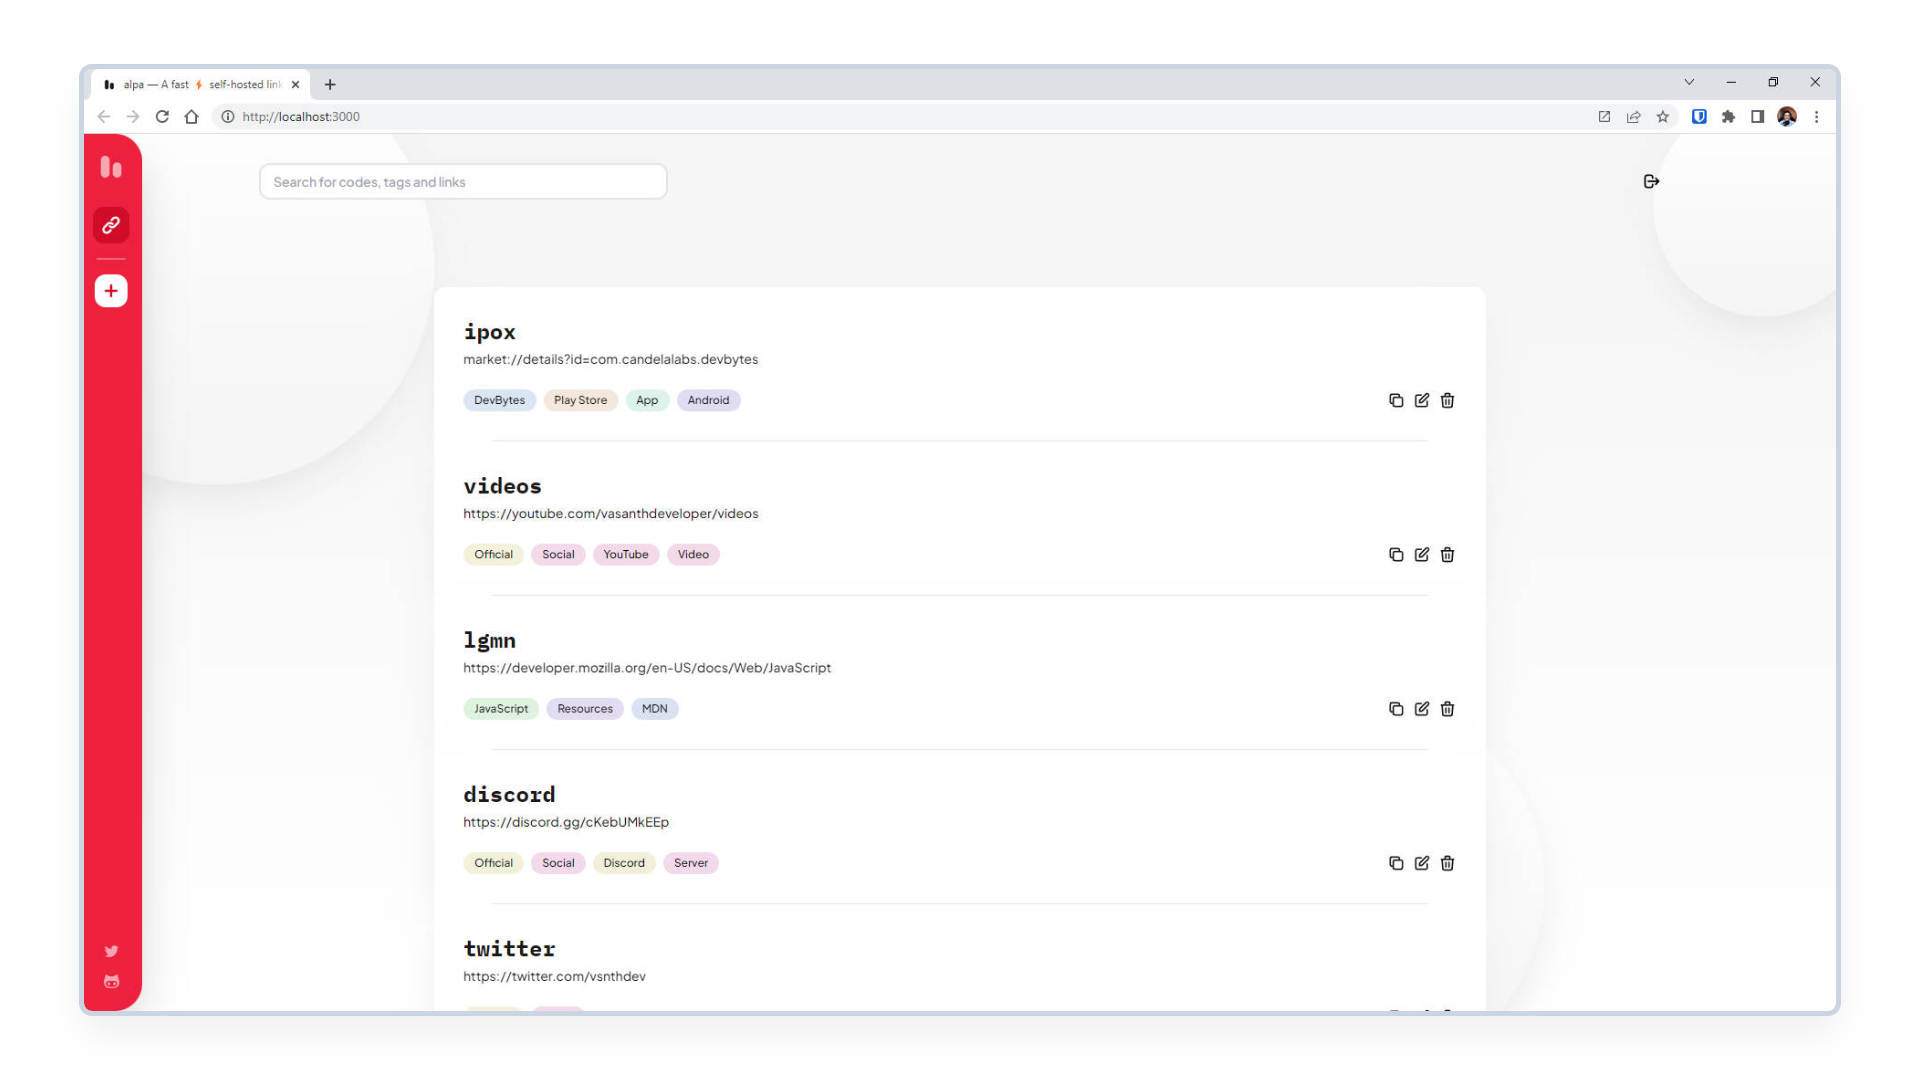 alpa — A fast ⚡ self-hosted link
http://localhost:3000
Search for codes, tags and links
ipox
market://details?id=com.candelalabs.devbytes
DevBytes Play Store App Android
videos
https://youtube.com/vasanthdeveloper/videos
Official Social YouTube Video
lgmn
https://developer.mozilla.org/en-US/docs/Web/JavaScript
JavaScript Resources MDN
discord
https://discord.gg/cKebUMkEEp
Official Social Discord Server
twitter
https://twitter.com/vsnthdev